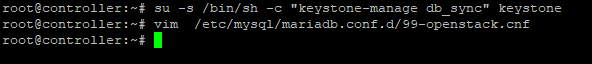 root@controller:~# su -s /bin/sh -c "keystone-manage db_sync" keystone
root@controller:~# vim  /etc/mysql/mariadb.conf.d/99-openstack.cnf
root@controller:~#